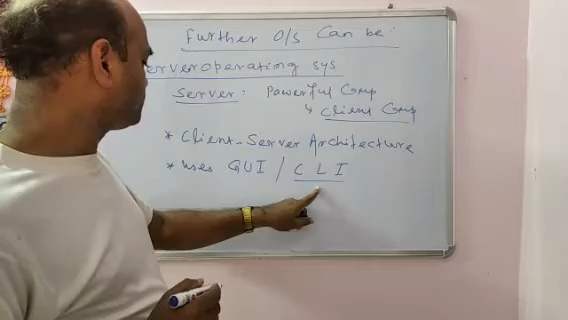 Further O/S Can be:
erver Operating sys
Server: Powerful Comp
↳ Client Comp
* Client-Server Architecture
* uses GUI / CLI